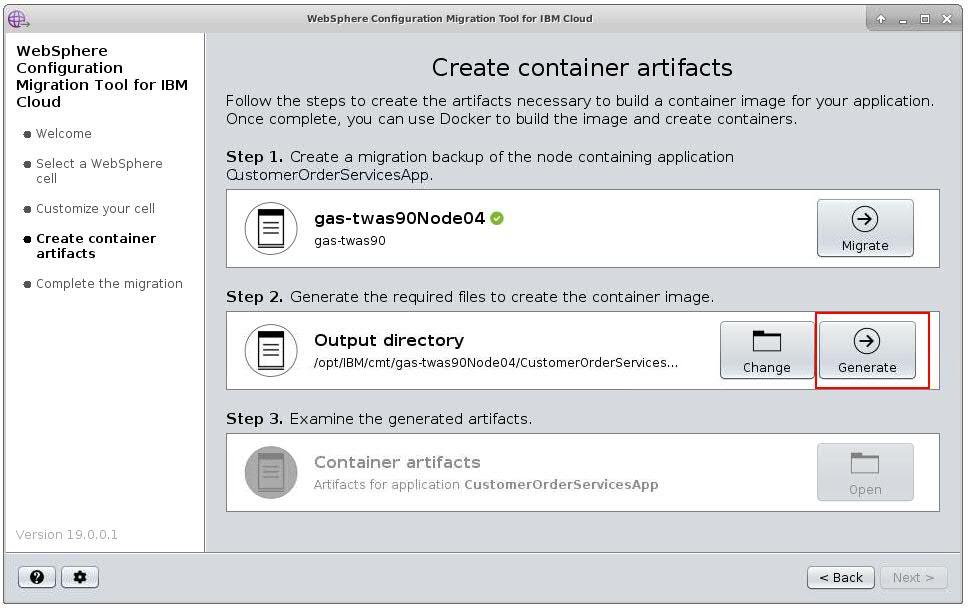 WebSphere Configuration Migration Tool for IBM Cloud
WebSphere
Configuration
Migration Tool for IBM
Cloud
Welcome
Select a WebSphere
cell
Customize your cell
Create container
artifacts
Complete the migration
Version 19.0.0.1
Create container artifacts
Follow the steps to create the artifacts necessary to build a container image for your application.
Once complete, you can use Docker to build the image and create containers.
Step 1. Create a migration backup of the node containing application
CustomerOrderServicesApp.
gas-twas90Node04
gas-twas90
Migrate
Step 2. Generate the required files to create the container image.
Output directory
/opt/IBM/cmt/gas-twas90Node04/CustomerOrderServices...
Change
Generate
Step 3. Examine the generated artifacts.
Container artifacts
Artifacts for application CustomerOrderServicesApp
Open
?
< Back
Next >